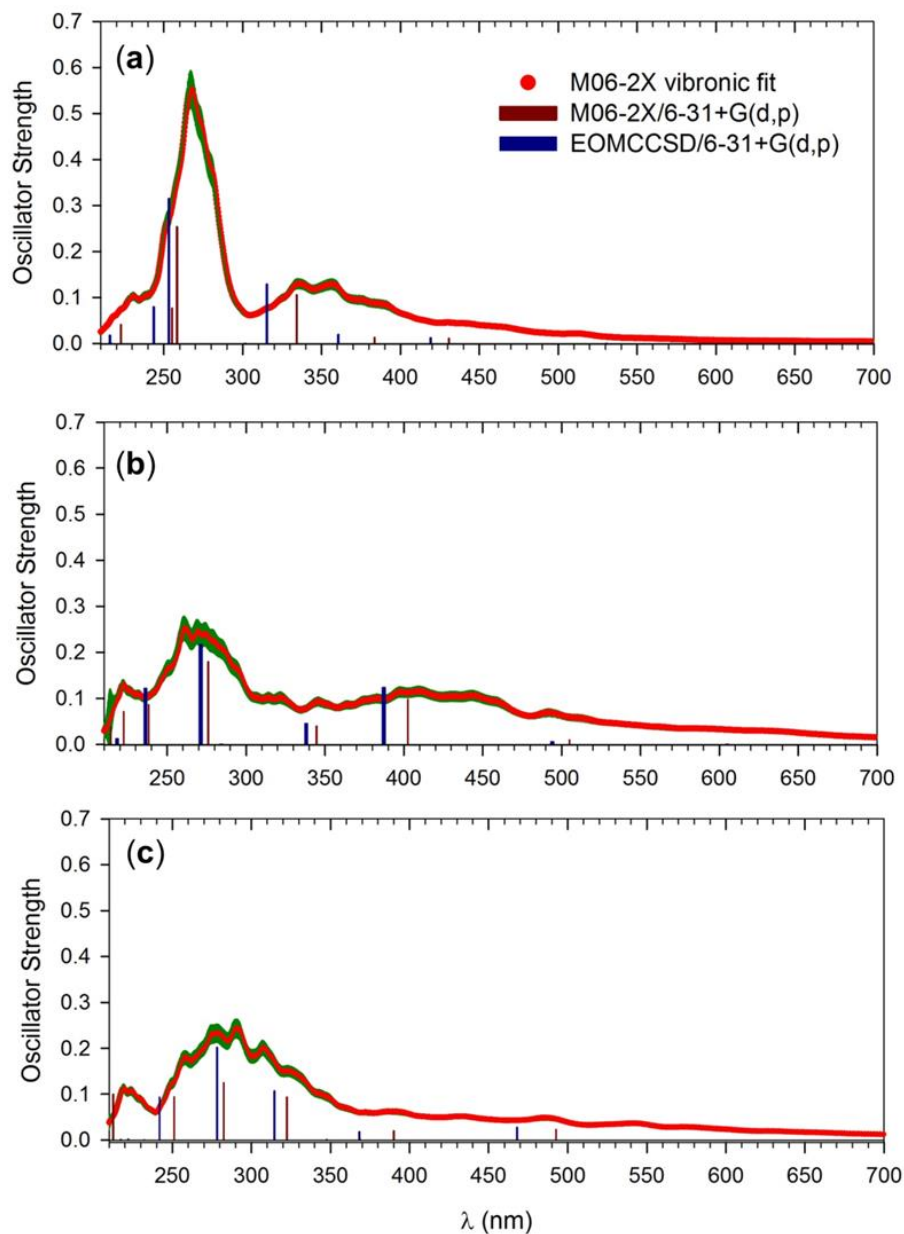 (a)
M06-2X vibronic fit
M06-2X/6-31+G(d,p)
EOMCCSD/6-31+G(d,p)
Oscillator Strength
0.7
0.6
0.5
0.4
0.3
0.2
0.1
0.0
250 300 350 400 450 500 550 600 650 700
(b)
Oscillator Strength
0.7
0.6
0.5
0.4
0.3
0.2
0.1
0.0
250 300 350 400 450 500 550 600 650 700
(c)
Oscillator Strength
0.7
0.6
0.5
0.4
0.3
0.2
0.1
0.0
250 300 350 400 450 500 550 600 650 700
λ (nm)